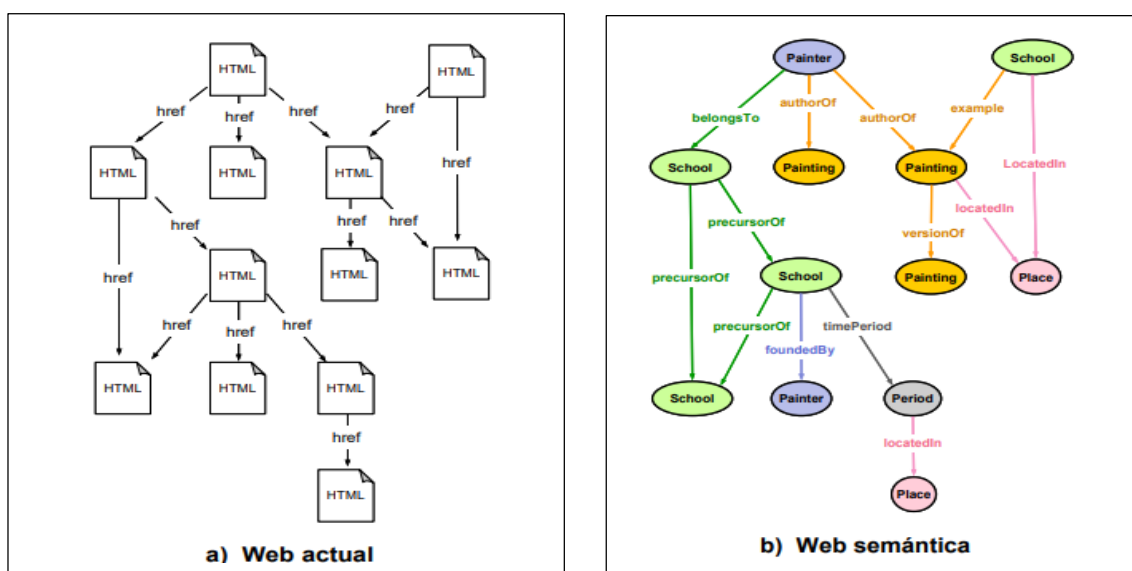 HTML
HTML
href
href
href
href
HTML
HTML
HTML
href
href
href
href
href
HTML
HTML
HTML
href
href
href
HTML
HTML
HTML
href
HTML
a) Web actual
Painter
School
authorOf
example
belongsTo
authorOf
School
Painting
Painting
LocatedIn
locatedIn
precursorOf
versionOf
precursorOf
School
Painting
Place
precursorOf
timePeriod
foundedBy
School
Painter
Period
locatedIn
Place
b) Web semántica